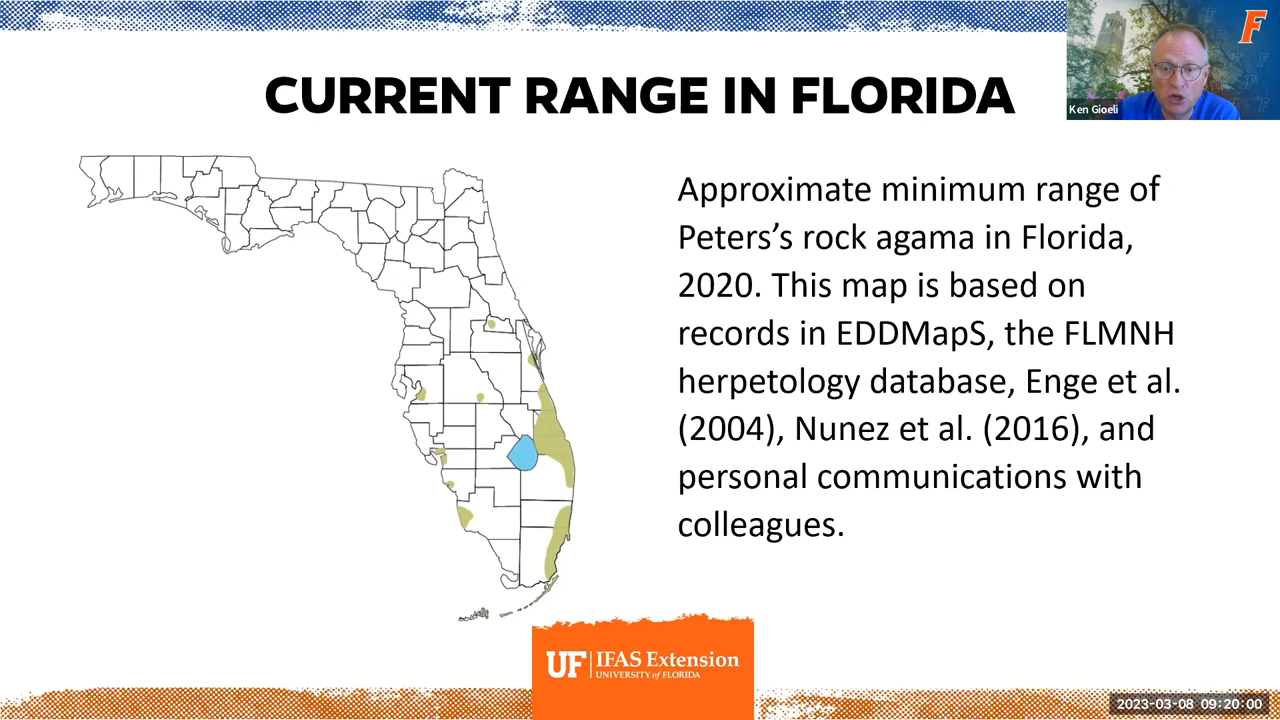 CURRENT RANGE IN FLORIDA
F
Ken Gioeli
Approximate minimum range of
Peters’s rock agama in Florida,
2020. This map is based on
records in EDDMapS, the FLMNH
herpetology database, Enge et al.
(2004), Nunez et al. (2016), and
personal communications with
colleagues.
UF IFAS Extension
UNIVERSITY of FLORIDA
2023-03-08 09:20:00